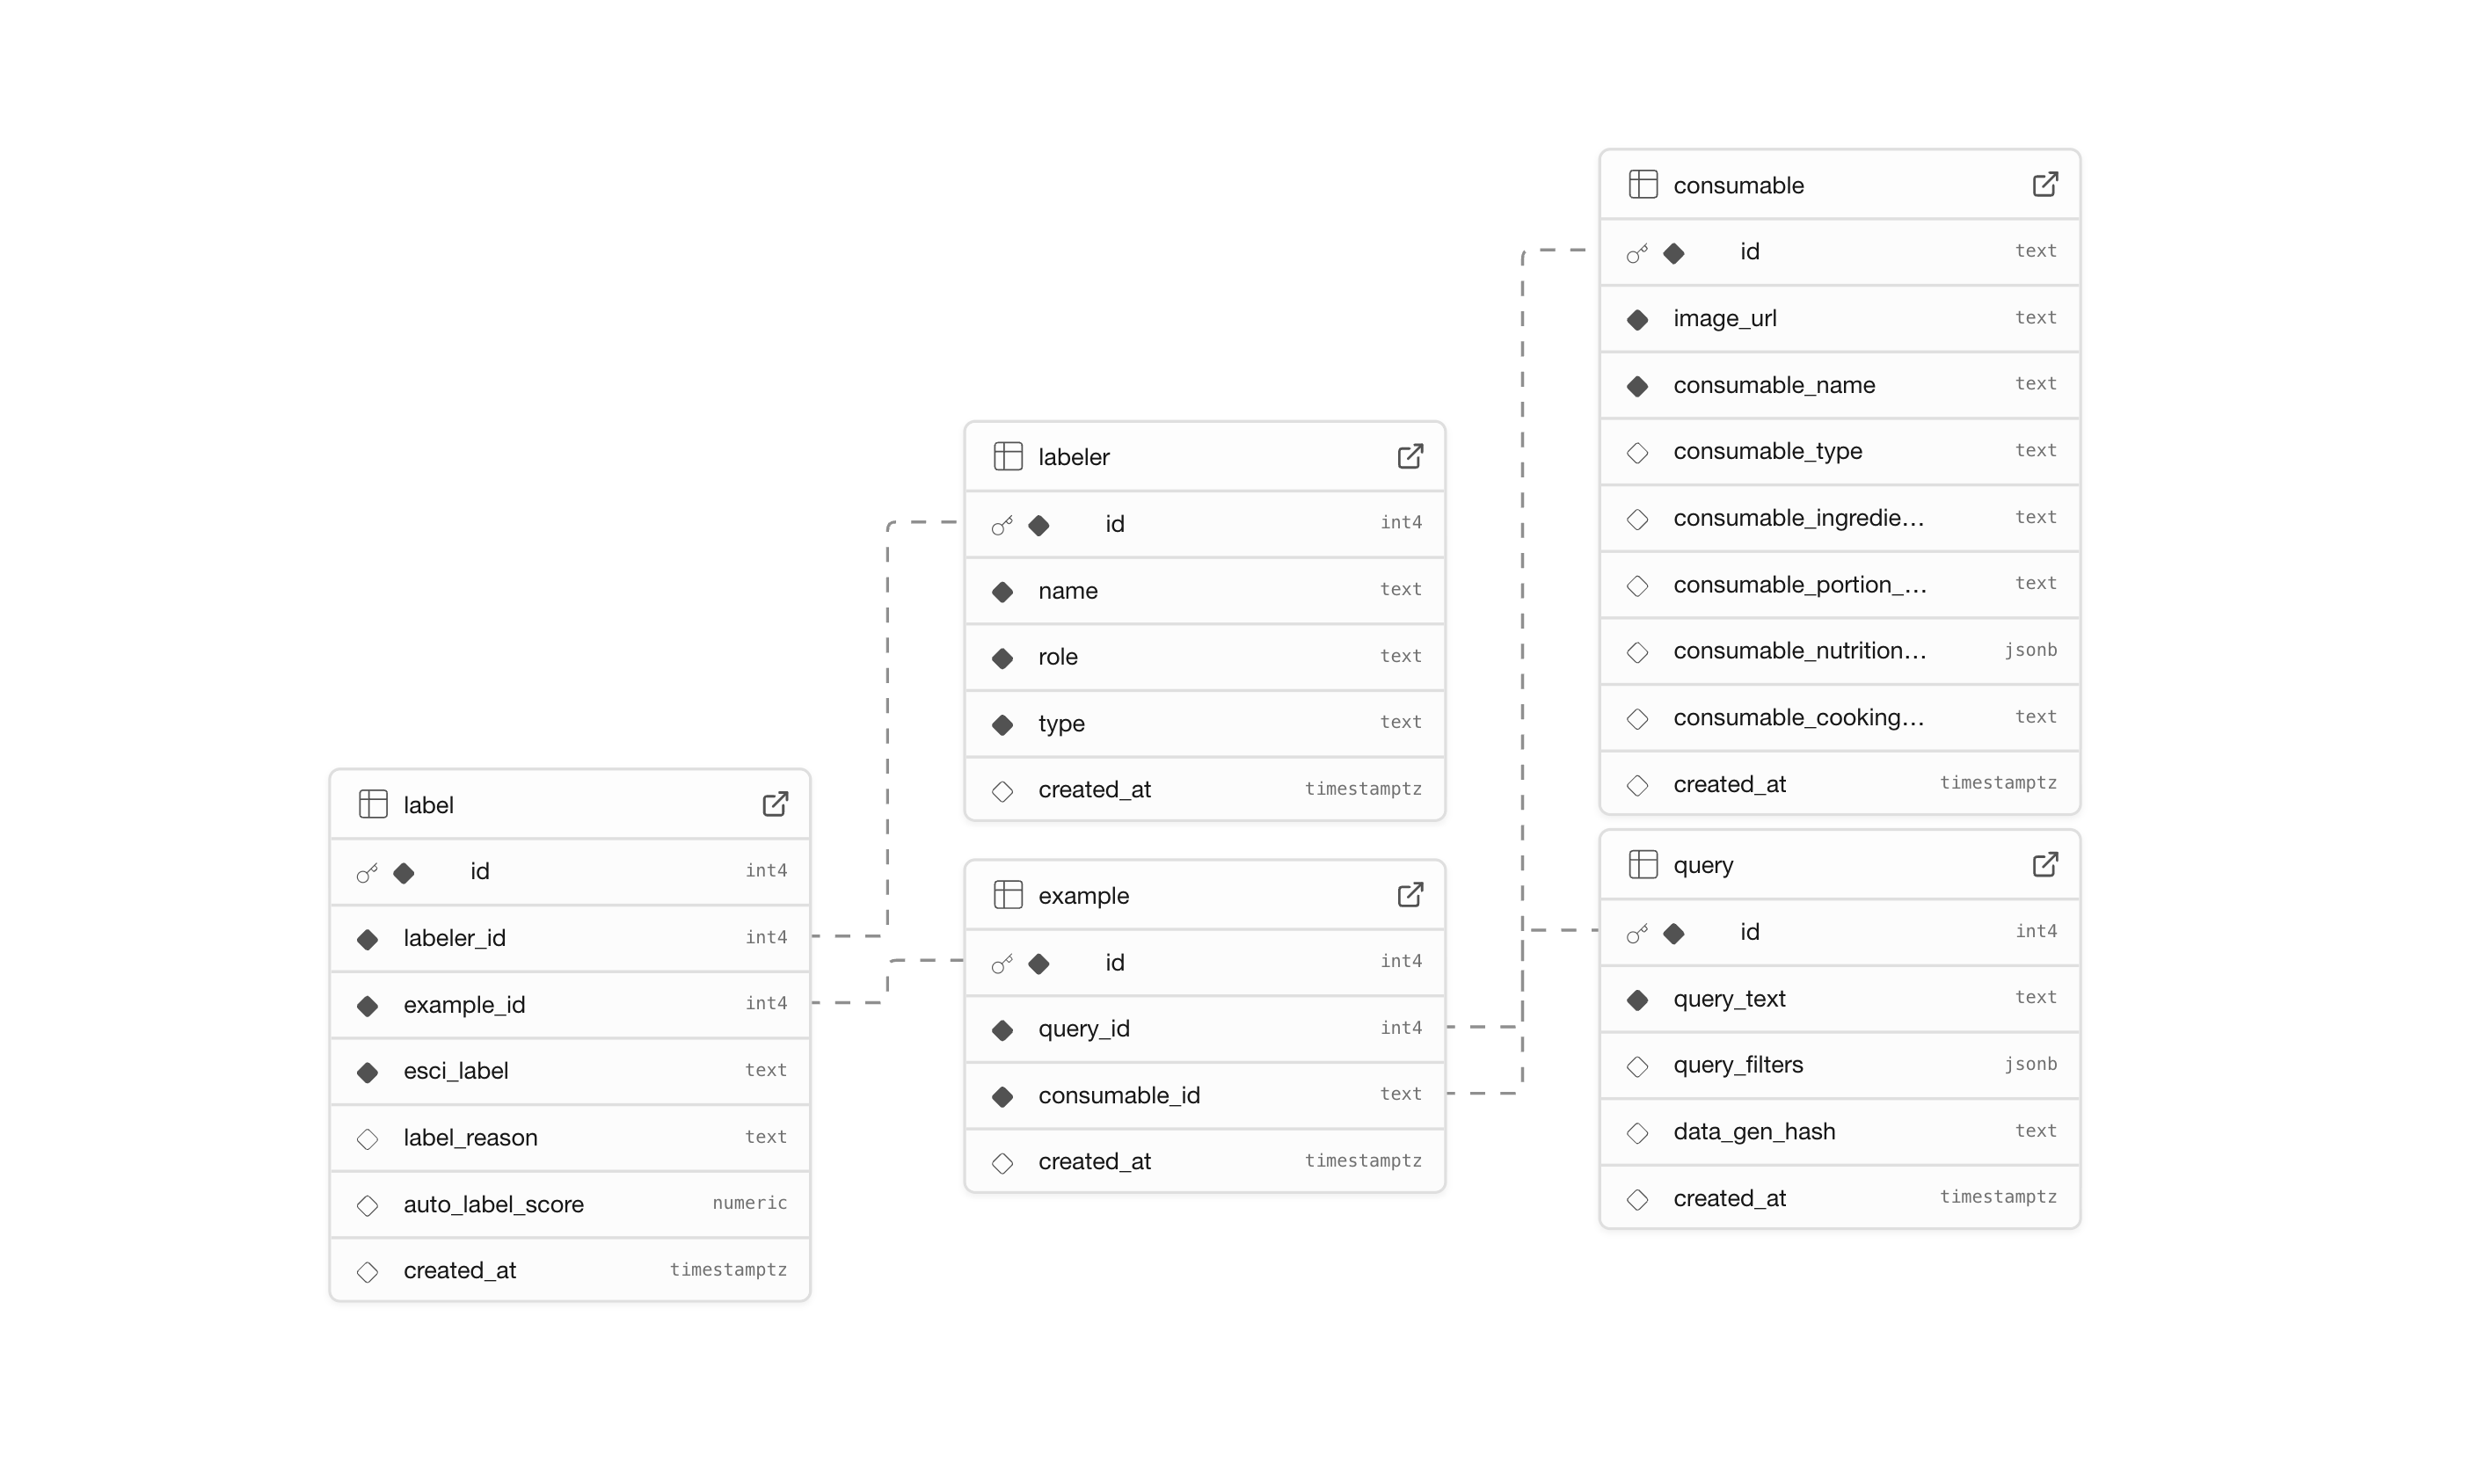 label
id int4
labeler_id int4
example_id int4
esci_label text
label_reason text
auto_label_score numeric
created_at timestamptz
labeler
id int4
name text
role text
type text
created_at timestamptz
example
id int4
query_id int4
consumable_id text
created_at timestamptz
consumable
id text
image_url text
consumable_name text
consumable_type text
consumable_ingredie... text
consumable_portion_... text
consumable_nutrition... jsonb
consumable_cooking... text
created_at timestamptz
query
id int4
query_text text
query_filters jsonb
data_gen_hash text
created_at timestamptz